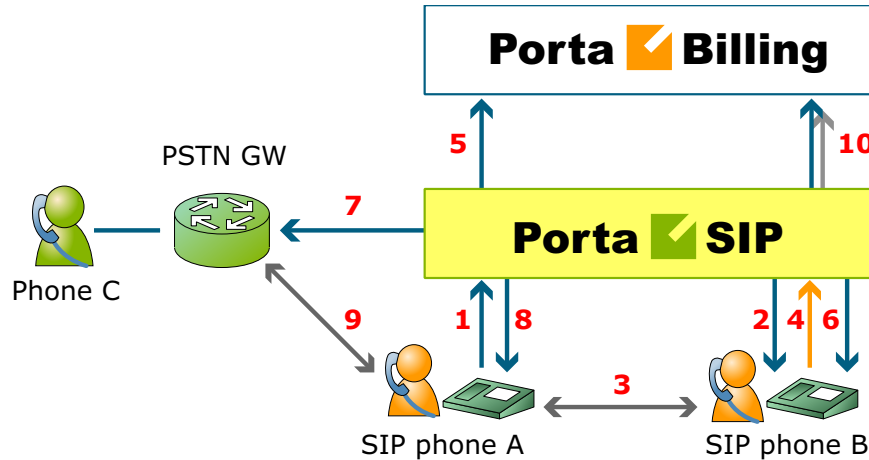 Porta Billing
PSTN GW
5
10
7
Porta SIP
Phone C
9
1
8
2
4
6
3
SIP phone A
SIP phone B